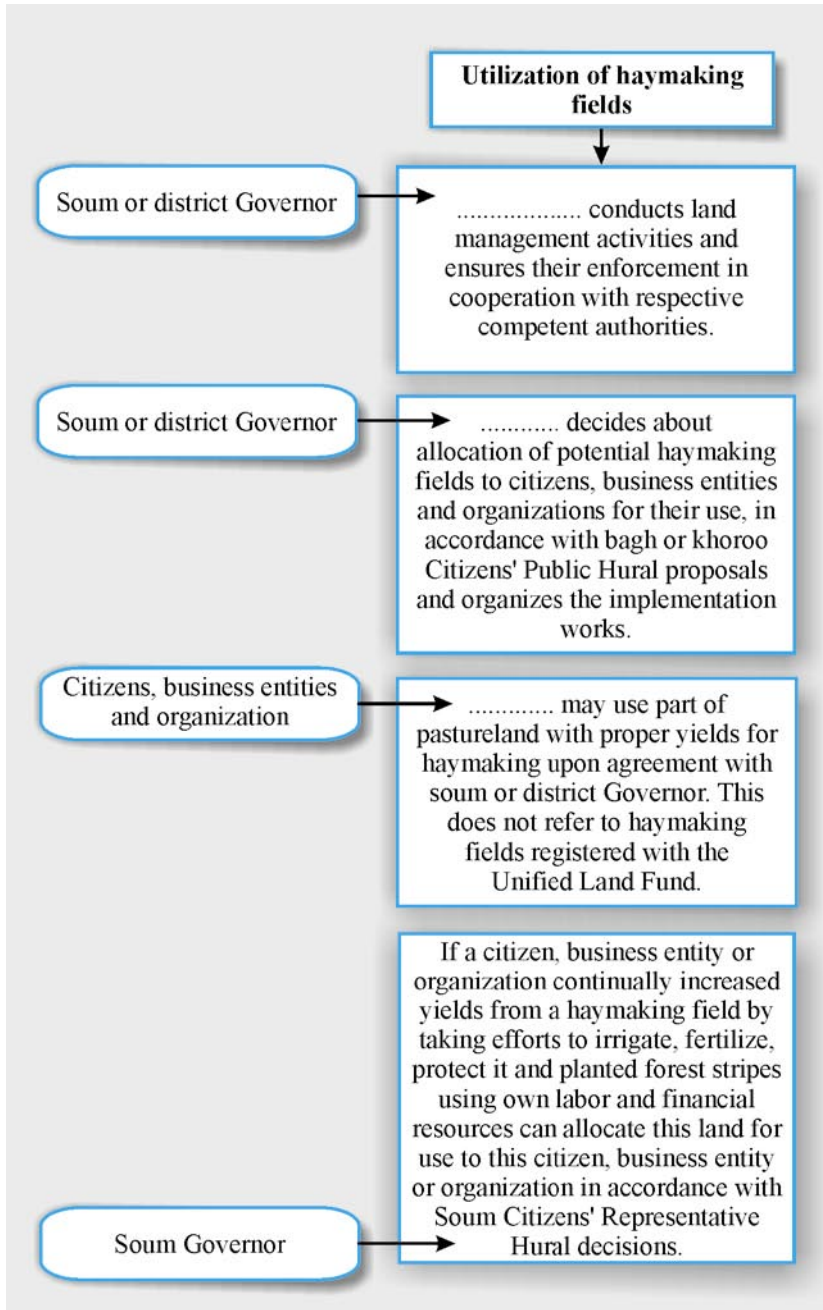 Utilization of haymaking
fields
Soum or district Governor
................... conducts land
management activities and
ensures their enforcement in
cooperation with respective
competent authorities.
Soum or district Governor
............ decides about
allocation of potential haymaking
fields to citizens, business entities
and organizations for their use, in
accordance with bagh or khoroo
Citizens' Public Hural proposals
and organizes the implementation
works.
Citizens, business entities
and organization
............. may use part of
pastureland with proper yields for
haymaking upon agreement with
soum or district Governor. This
does not refer to haymaking
fields registered with the
Unified Land Fund.
If a citizen, business entity or
organization continually increased
yields from a haymaking field by
taking efforts to irrigate, fertilize,
protect it and planted forest stripes
using own labor and financial
resources can allocate this land for
use to this citizen, business entity
or organization in accordance with
Soum Citizens' Representative
Hural decisions.
Soum Governor